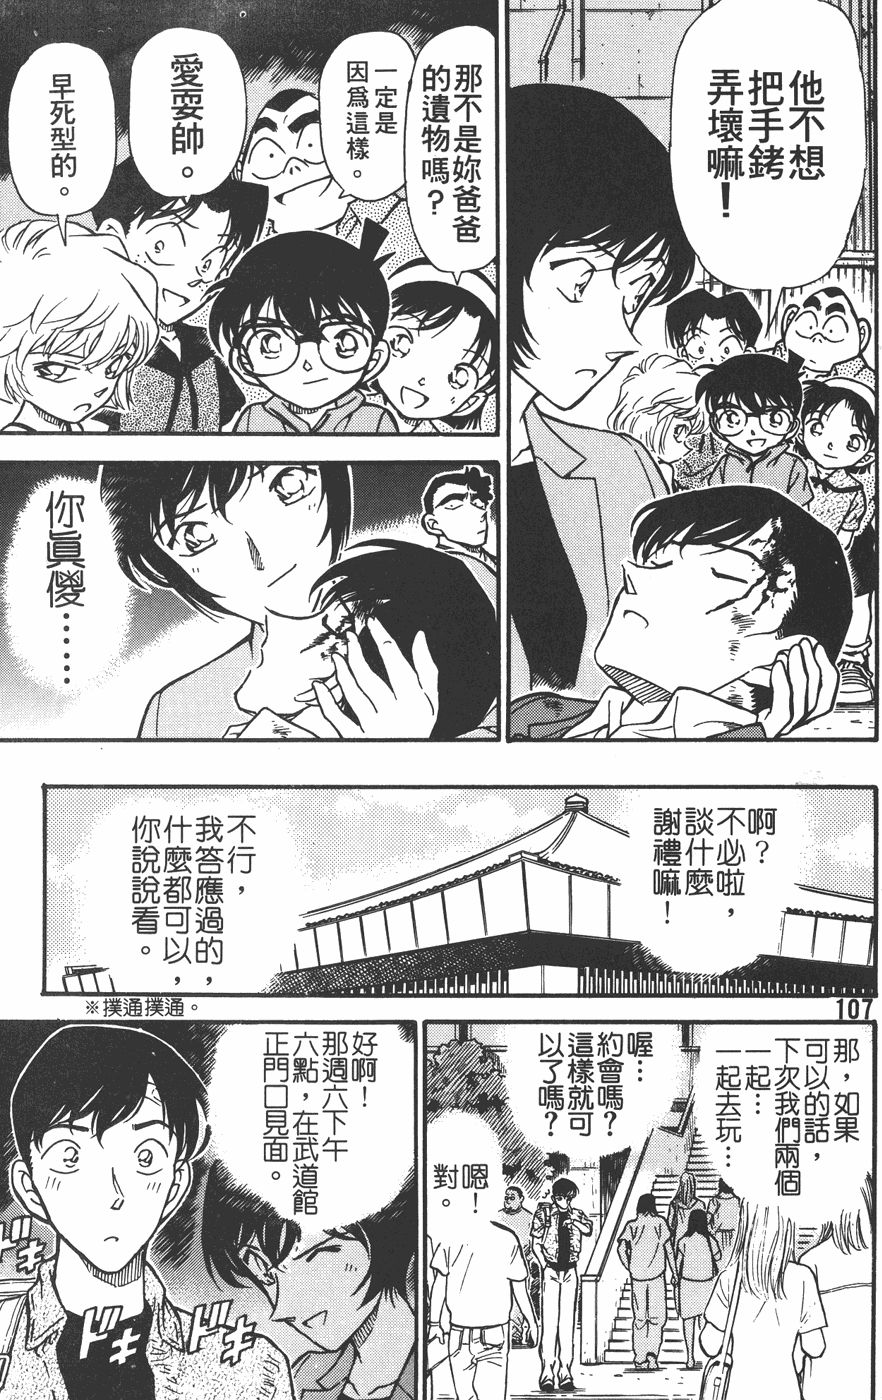 他不想
把手銬
弄壞嘛！
那不是妳爸爸
的遺物嗎？
一定是
因為這樣。
愛耍帥。
早死型的。
你真傻……
啊？
不必啦，
談什麼
謝禮嘛！
不行，
我答應過的，
什麼都可以，
你說說看。
※撲通撲通。
107
那，如果
可以的話，
下次我們兩個
一起…
一起去玩…
喔…
約會嗎？
這樣就可
以了嗎？
嗯！
對。
好啊！
那週六下午
六點，在武道館
正門口見面。
ドキ
ドキ
ドキ